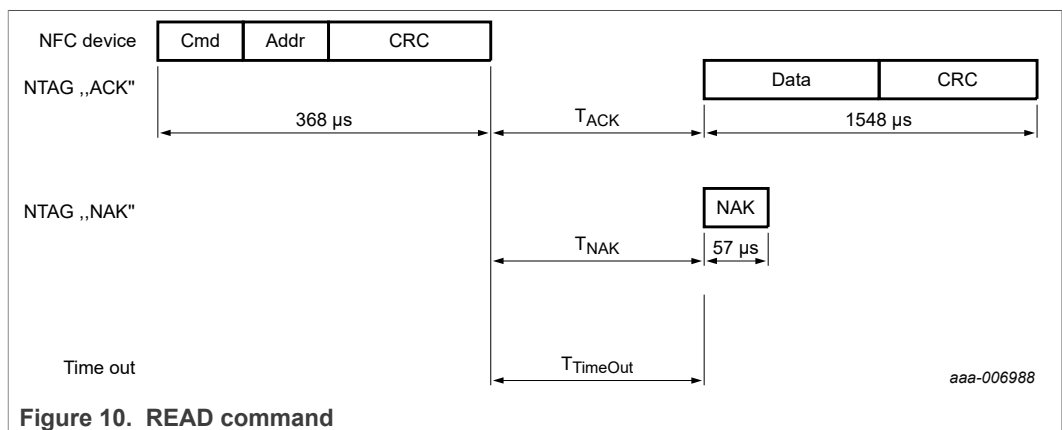 NFC device Cmd Addr CRC
NTAG ,,ACK" Data CRC
368 µs TACK 1548 µs
NTAG ,,NAK" NAK
TNAK 57 µs
Time out TTimeOut
aaa-006988
Figure 10. READ command